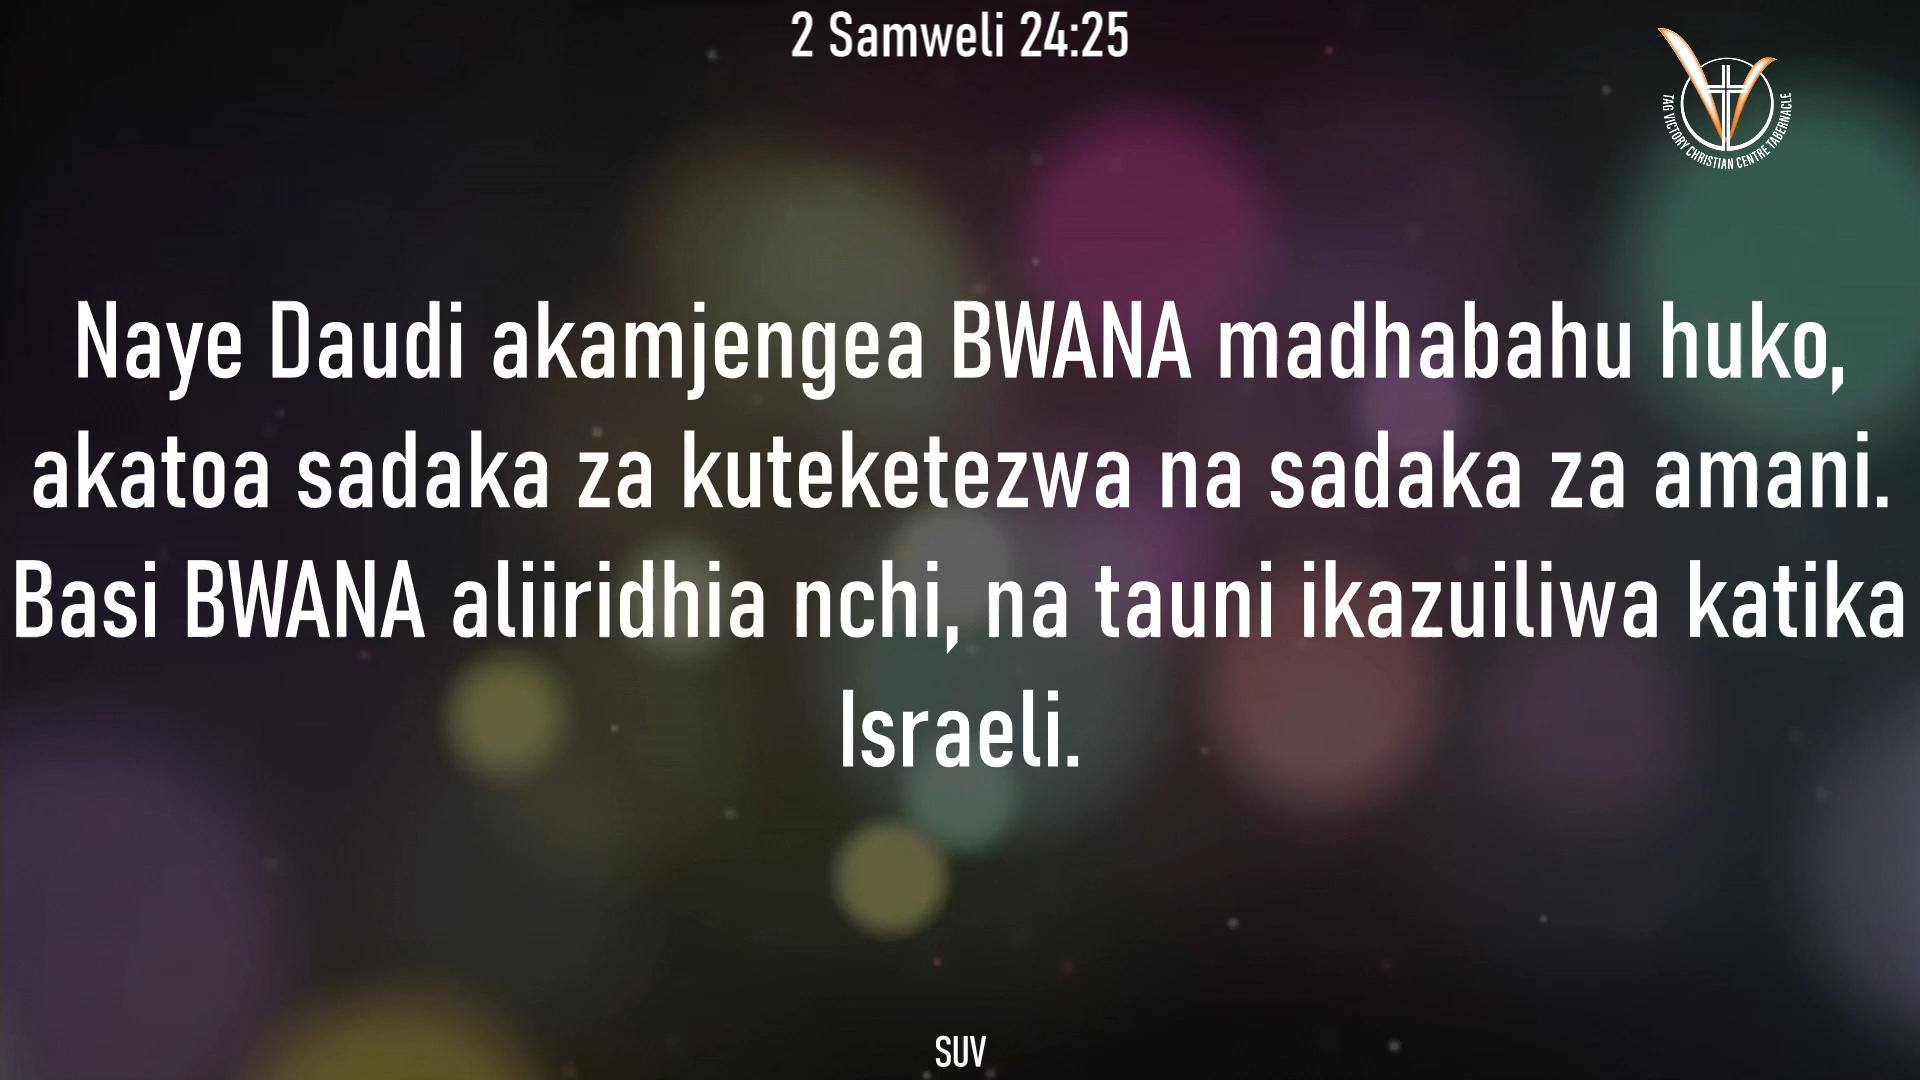 2 Samweli 24:25
TAG VICTORY CHRISTIAN CENTRE TABERNACLE
Naye Daudi akamjengea BWANA madhabahu huko,
akatoa sadaka za kuteketezwa na sadaka za amani.
Basi BWANA aliiridhia nchi, na tauni ikazuiliwa katika
Israeli.
SUV